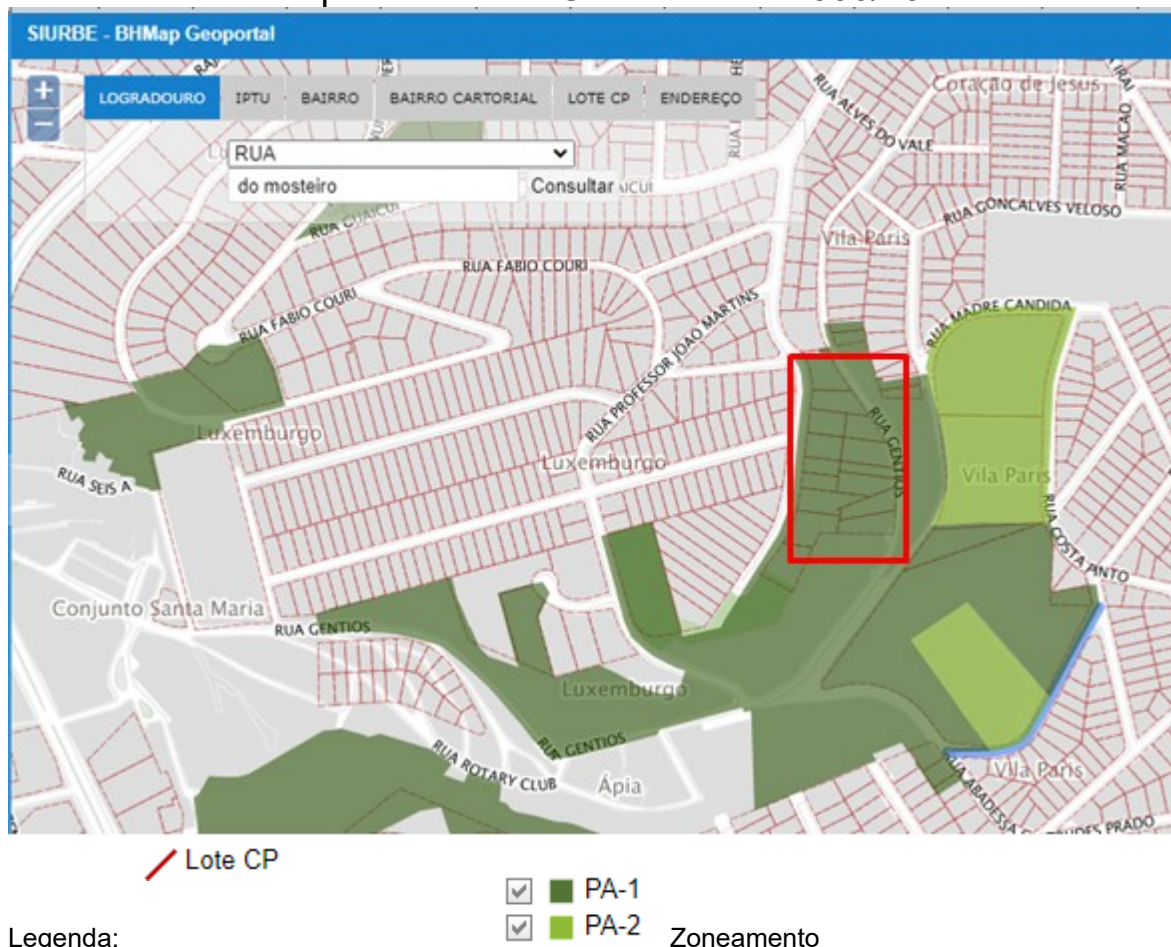 SIURBE - BHMap Geoportal
LOGRADOURO IPTU BAIRRO BAIRRO CARTORIAL LOTE CP ENDEREÇO
Coração de Jesus
RUA ALVES DO VALE
RUA MACAO
RUA
do mosteiro Consultar
RUA GONCALVES VELOSO
Vila Paris
RUA FABIO COURI
RUA FABIO COURI
RUA MADRE CANDIDA
RUA PROFESSOR JOAO MARTINS
RUA GENTIOS
Luxemburgo
Luxemburgo
Vila Paris
RUA SEIS A
RUA COSTA PINTO
Conjunto Santa Maria
RUA GENTIOS
Luxemburgo
RUA GENTIOS
RUA ROTARY CLUB
Ápia
Vila Paris
Lote CP
PA-1
PA-2
Legenda: Zoneamento